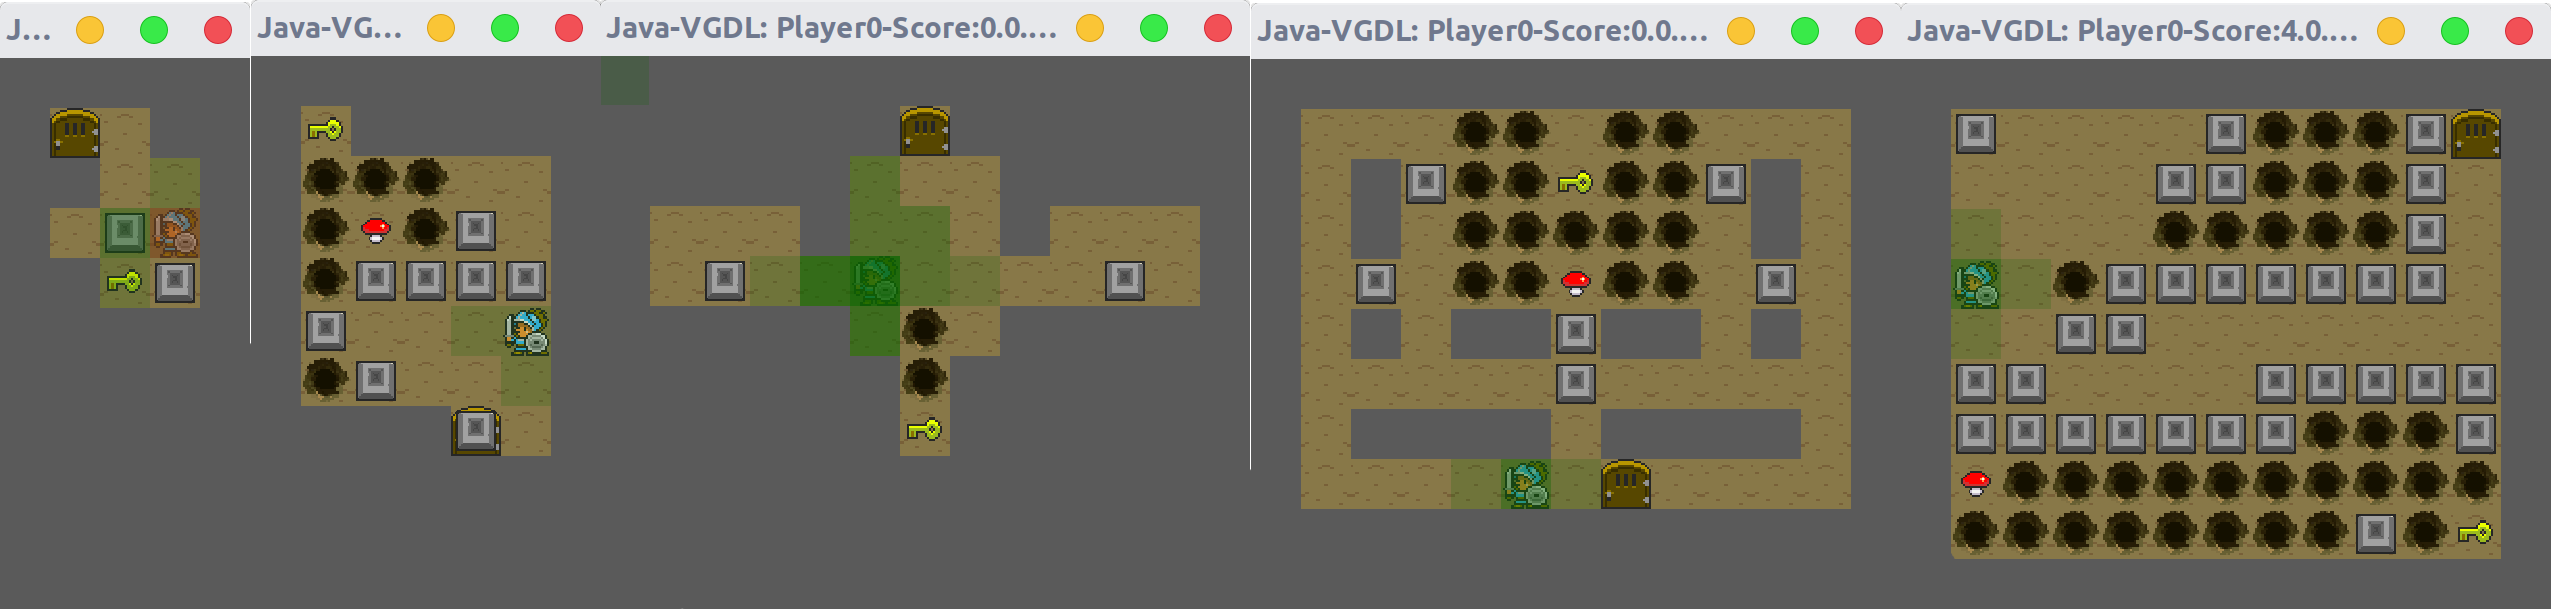 J...
Java-VG...
Java-VGDL: Player0-Score:0.0....
Java-VGDL: Player0-Score:0.0....
Java-VGDL: Player0-Score:4.0....